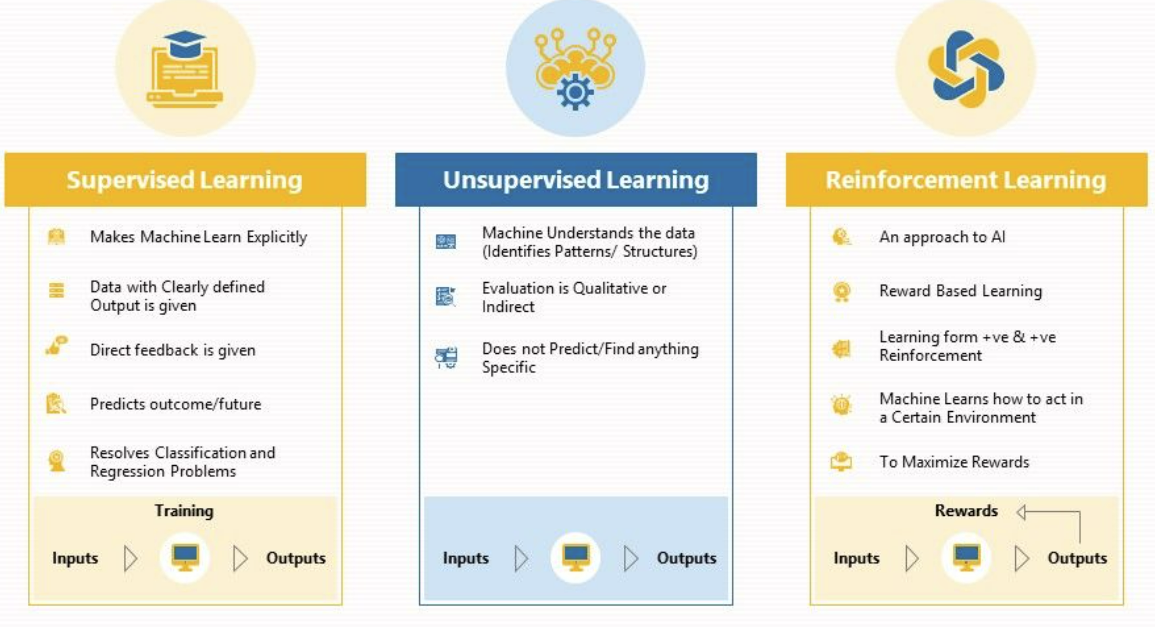 Supervised Learning
Makes Machine Learn Explicitly
Data with Clearly defined
Output is given
Direct feedback is given
Predicts outcome/future
Resolves Classification and
Regression Problems
Training
Inputs
Outputs
Unsupervised Learning
Machine Understands the data
(Identifies Patterns/ Structures)
Evaluation is Qualitative or
Indirect
Does not Predict/Find anything
Specific
Inputs
Outputs
Reinforcement Learning
An approach to AI
Reward Based Learning
Learning form +ve & +ve
Reinforcement
Machine Learns how to act in
a Certain Environment
To Maximize Rewards
Rewards
Inputs
Outputs